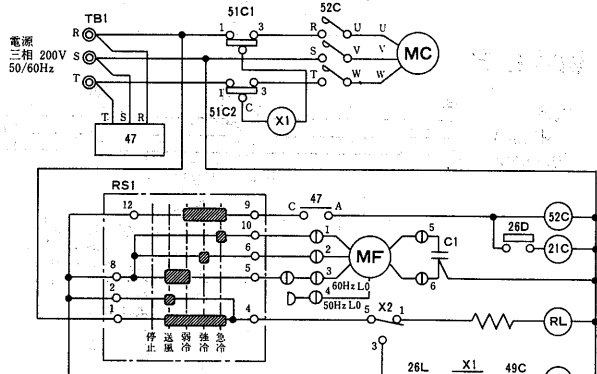 TB1
51C1
52C
電源
三相 200V
50/60Hz
R
1
3
R
U
U
S
S
V
V
MC
T
1
3
T
W
W
51C2
C
X1
T
S
R
47
RS1
12
9
C
47
A
52C
10
1
5
C1
26D
21C
6
2
MF
8
5
3
60Hz LO
6
2
4
50Hz LO
1
4
5
X2
1
RL
停止
送風
弱冷
強冷
急冷
3
26L
X1
49C